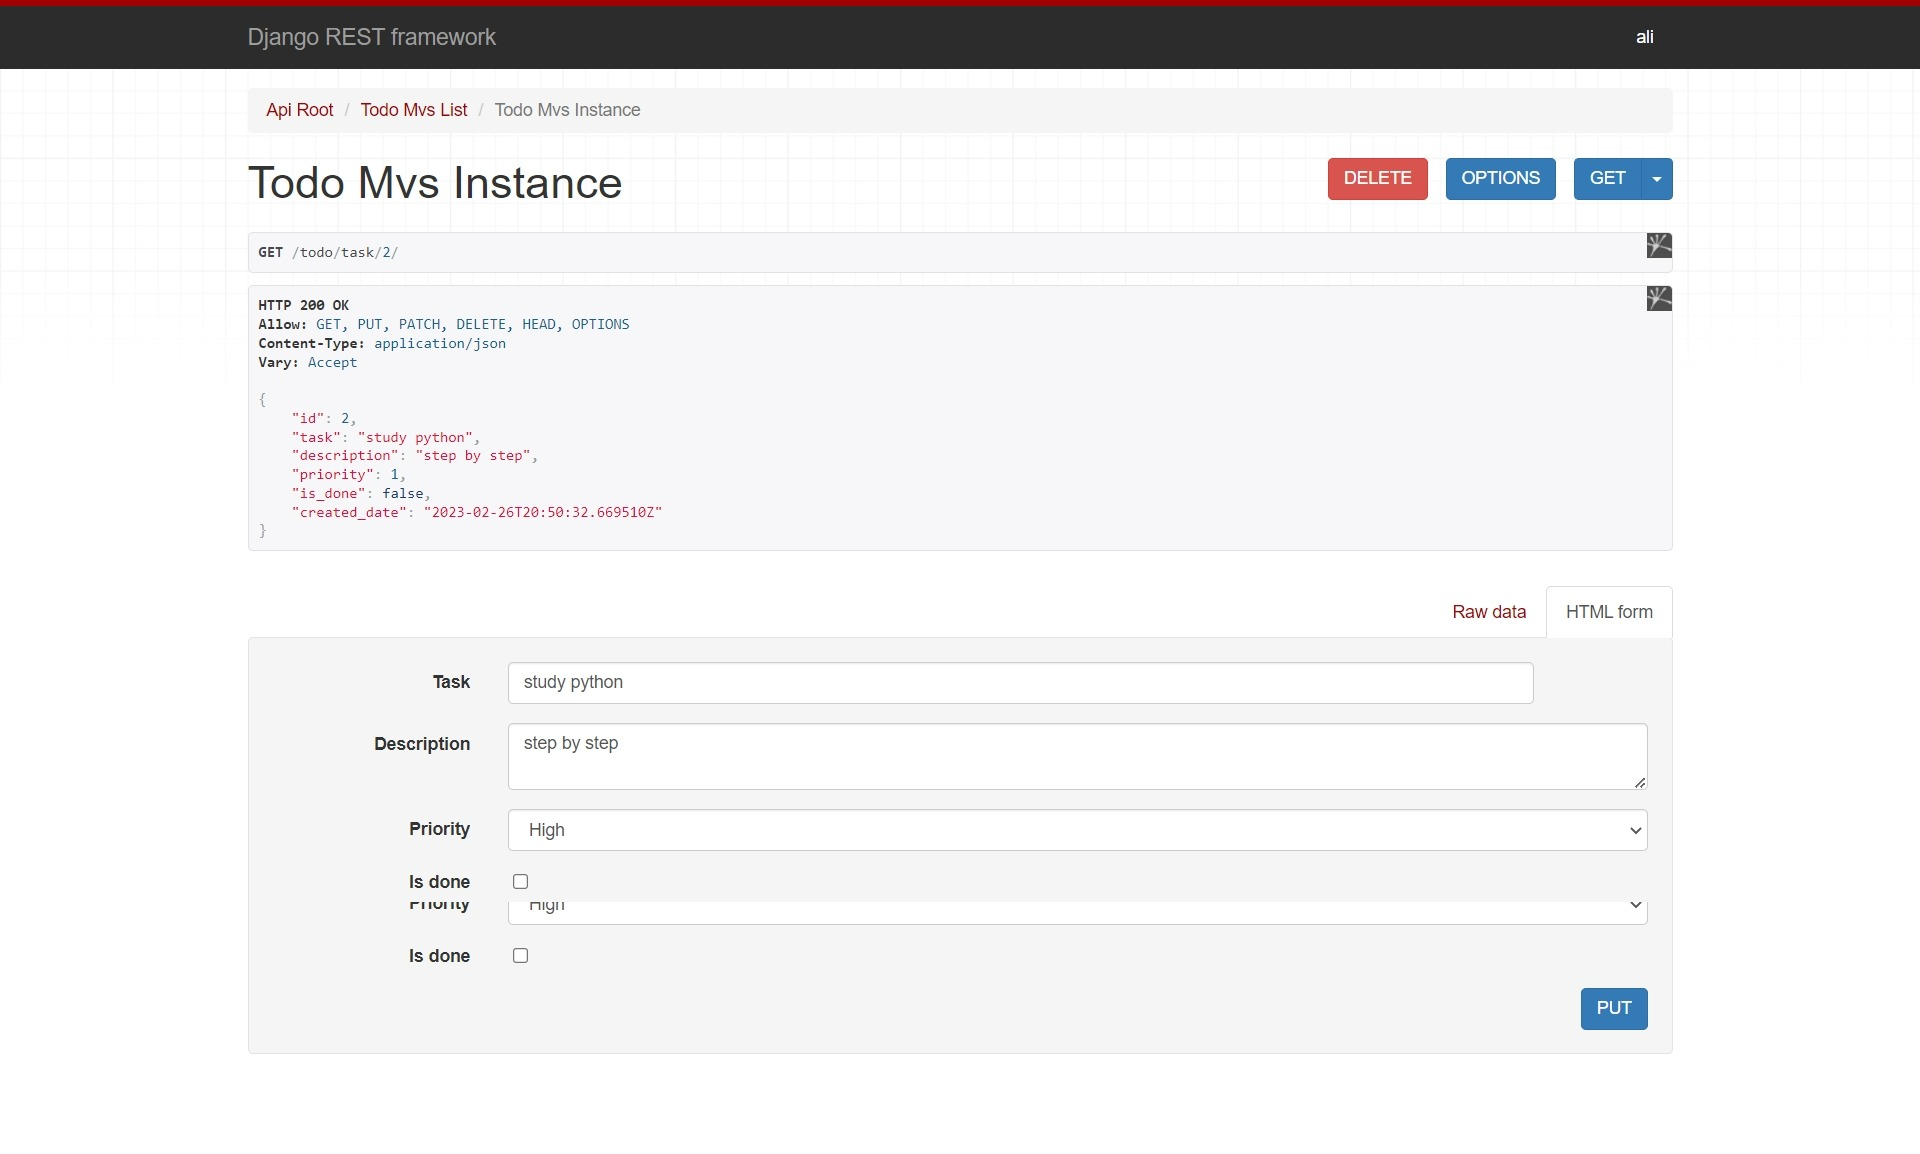 Django REST framework
ali
Api Root / Todo Mvs List / Todo Mvs Instance
Todo Mvs Instance
DELETE
OPTIONS
GET
GET /todo/task/2/
HTTP 200 OK
Allow: GET, PUT, PATCH, DELETE, HEAD, OPTIONS
Content-Type: application/json
Vary: Accept
{
    "id": 2,
    "task": "study python",
    "description": "step by step",
    "priority": 1,
    "is_done": false,
    "created_date": "2023-02-26T20:50:32.669510Z"
}
Raw data
HTML form
Task study python
Description step by step
Priority High
Is done
Priority High
Is done
PUT